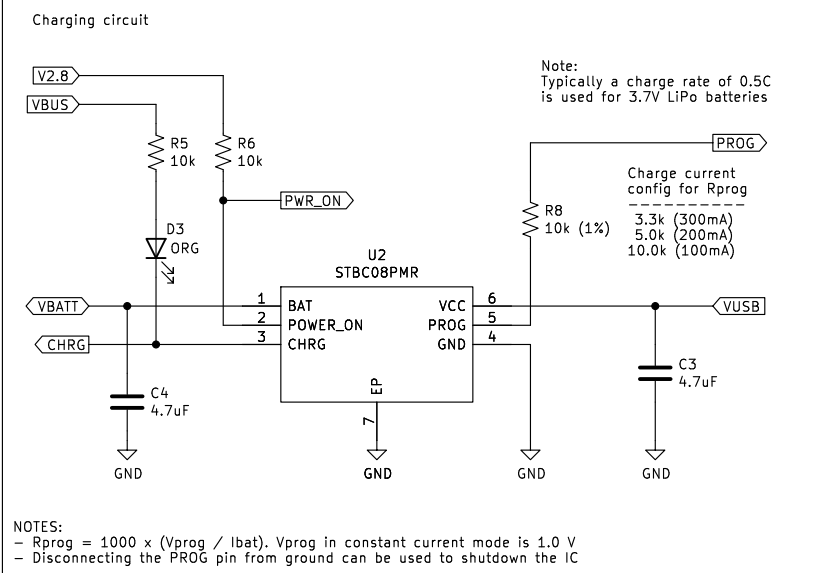 Charging circuit
V2.8
VBUS
R5
10k
R6
10k
PWR_ON
D3
ORG
Note:
Typically a charge rate of 0.5C
is used for 3.7V LiPo batteries
PROG
Charge current
config for Rprog
- - - - - - - - - -
3.3k (300mA)
5.0k (200mA)
10.0k (100mA)
R8
10k (1%)
U2
STBC08PMR
VBATT
1
BAT
2
POWER_ON
CHRG
3
CHRG
VCC
6
PROG
5
GND
4
VUSB
EP
7
C4
4.7uF
C3
4.7uF
GND
GND
GND
GND
NOTES:
- Rprog = 1000 x (Vprog / Ibat). Vprog in constant current mode is 1.0 V
- Disconnecting the PROG pin from ground can be used to shutdown the IC